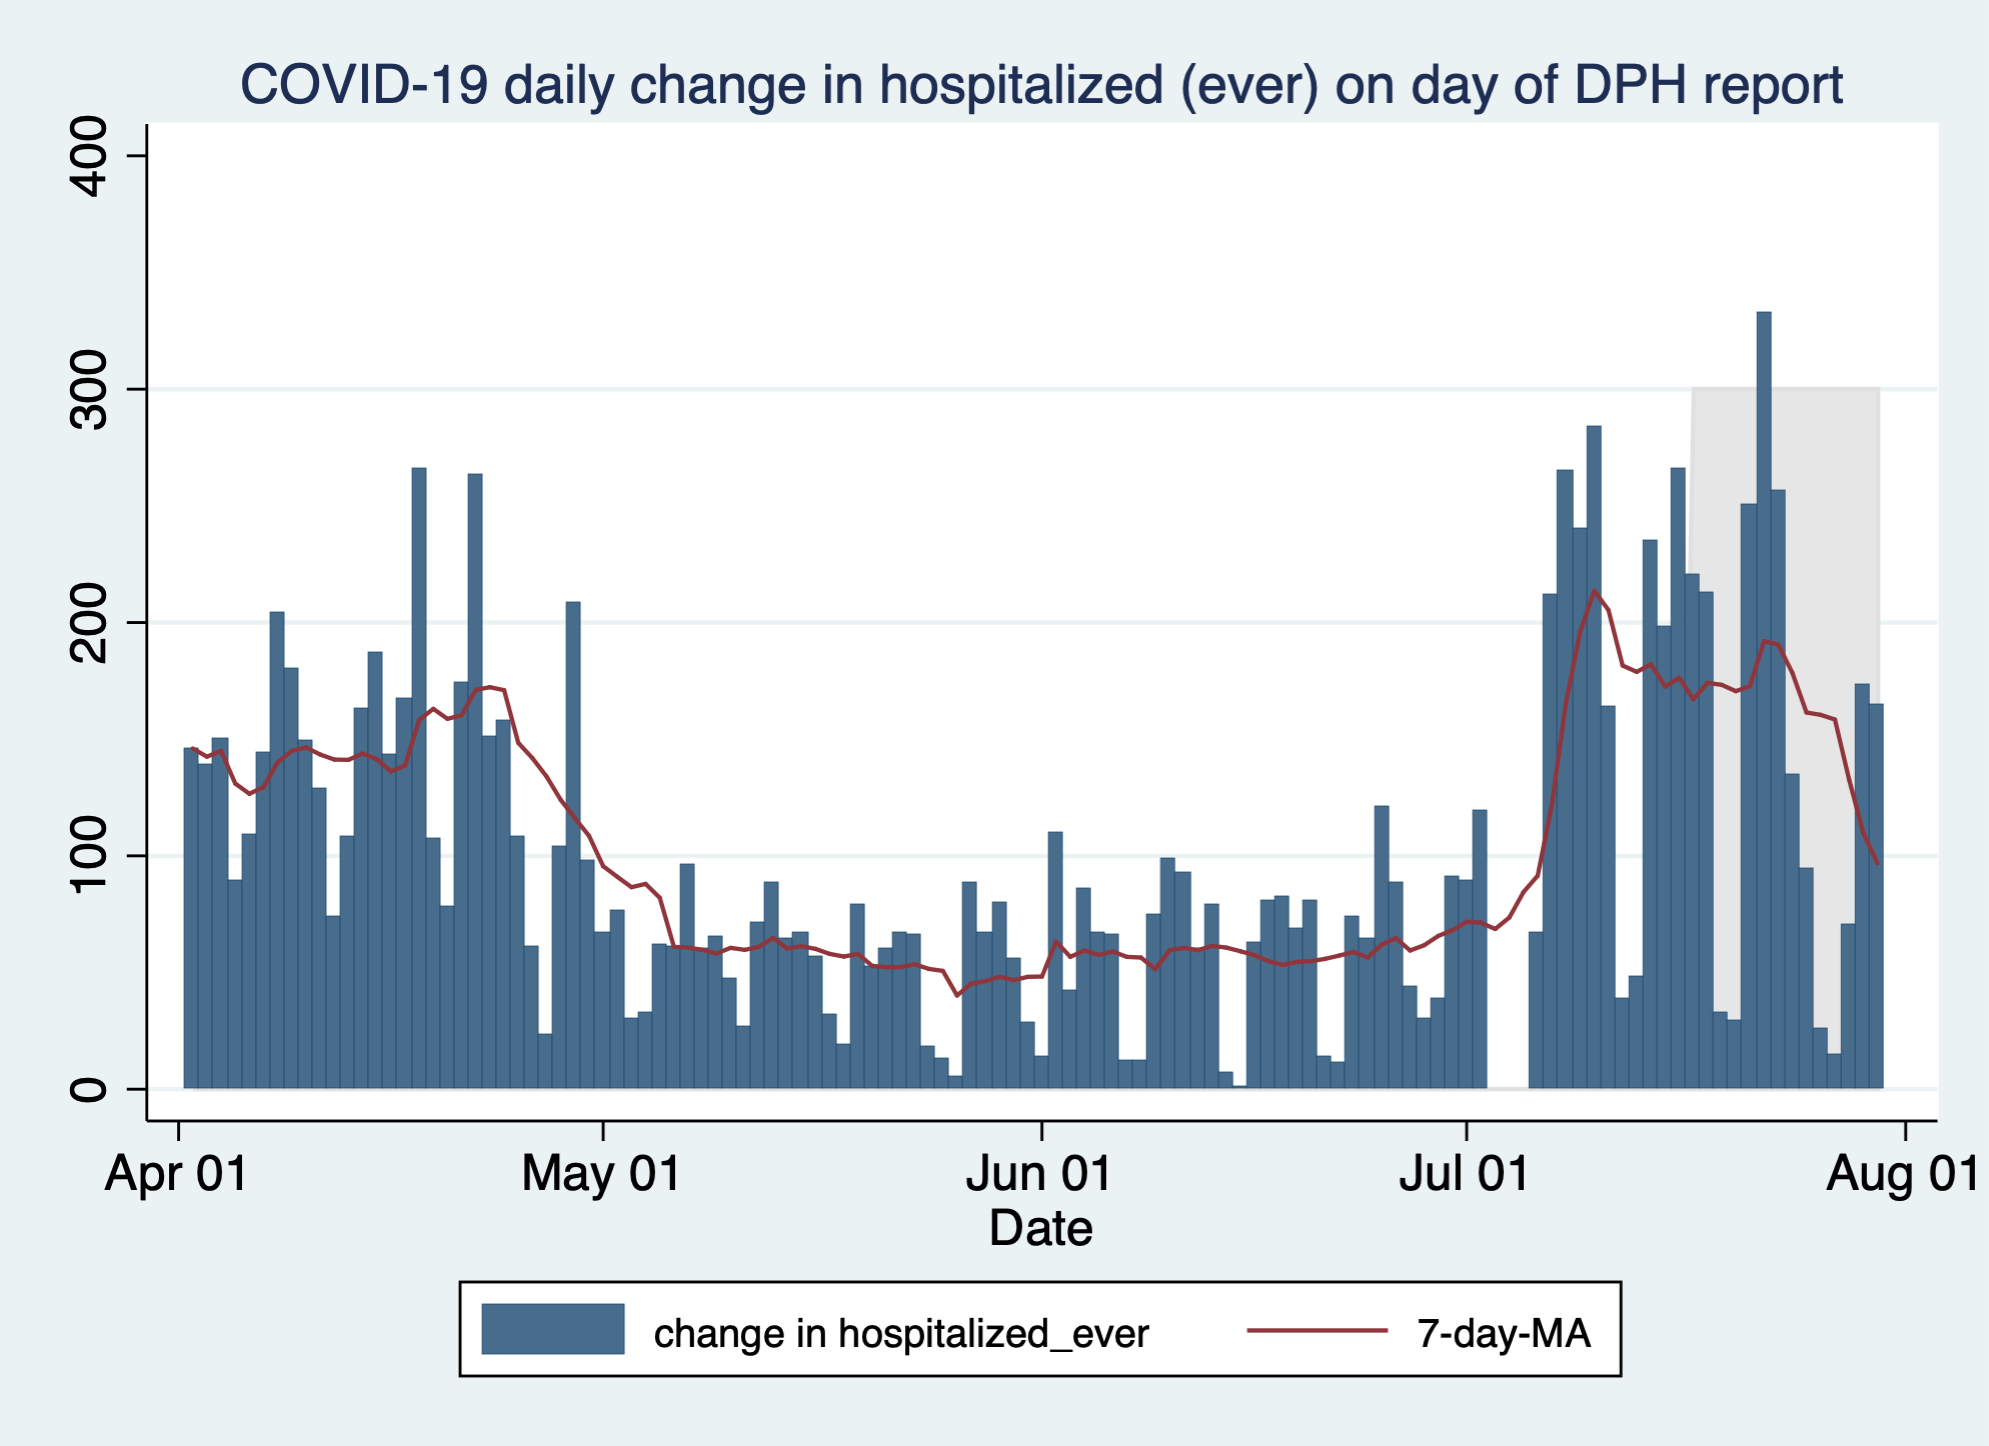 COVID-19 daily change in hospitalized (ever) on day of DPH report
400
300
200
100
0
Apr 01 May 01 Jun 01 Jul 01 Aug 01
Date
change in hospitalized_ever 7-day-MA